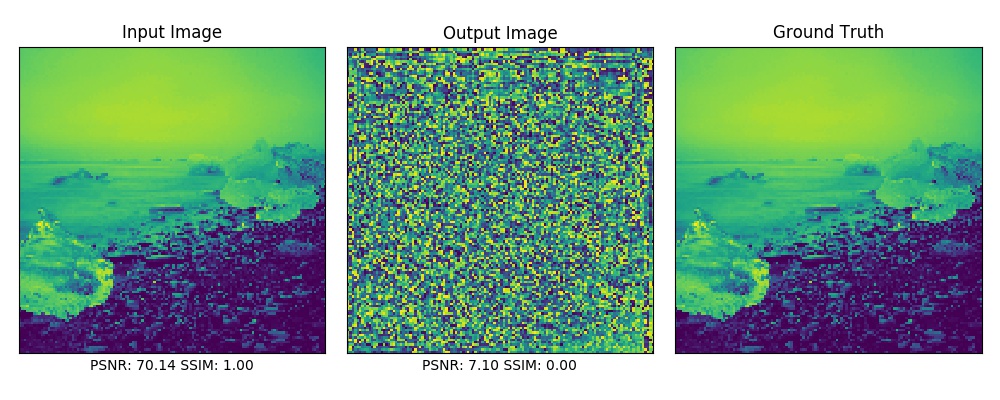 Input Image
Output Image
Ground Truth
PSNR: 70.14 SSIM: 1.00
PSNR: 7.10 SSIM: 0.00